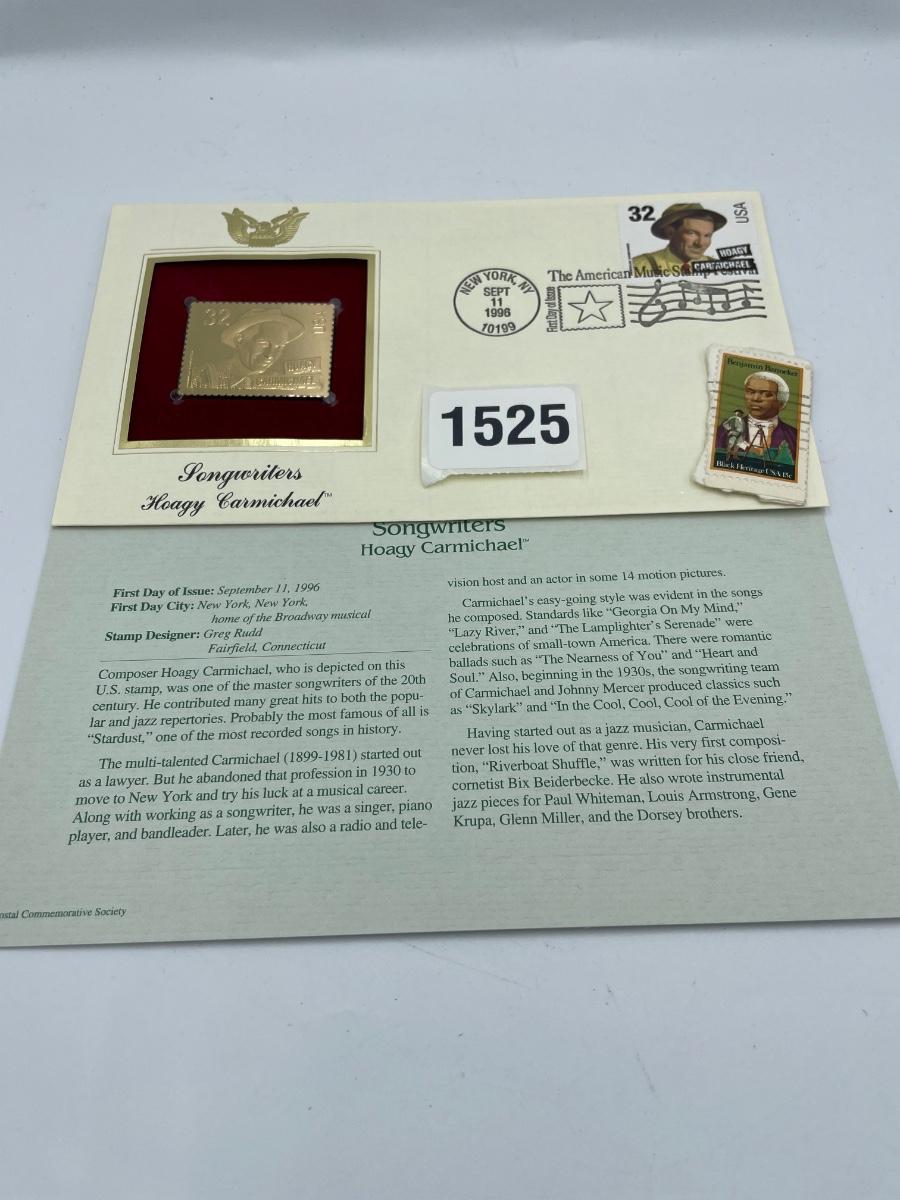 32
USA
HOAGY
CARMICHAEL
NEW YORK, NY
SEPT
11
1996
10199
The American Music Stamp Festival
First Day of Issue
32
USA
HOAGY
CARMICHAEL
1525
Benjamin Banneker
Black Heritage USA 15c
Songwriters
Hoagy Carmichael™
Songwriters
Hoagy Carmichael™
First Day of Issue: September 11, 1996
First Day City: New York, New York,
home of the Broadway musical
Stamp Designer: Greg Rudd
Fairfield, Connecticut
Composer Hoagy Carmichael, who is depicted on this
U.S. stamp, was one of the master songwriters of the 20th
century. He contributed many great hits to both the popu-
lar and jazz repertories. Probably the most famous of all is
“Stardust,” one of the most recorded songs in history.
The multi-talented Carmichael (1899-1981) started out
as a lawyer. But he abandoned that profession in 1930 to
move to New York and try his luck at a musical career.
Along with working as a songwriter, he was a singer, piano
player, and bandleader. Later, he was also a radio and tele-
vision host and an actor in some 14 motion pictures.
Carmichael’s easy-going style was evident in the songs
he composed. Standards like “Georgia On My Mind,”
“Lazy River,” and “The Lamplighter’s Serenade” were
celebrations of small-town America. There were romantic
ballads such as “The Nearness of You” and “Heart and
Soul.” Also, beginning in the 1930s, the songwriting team
of Carmichael and Johnny Mercer produced classics such
as “Skylark” and “In the Cool, Cool, Cool of the Evening.”
Having started out as a jazz musician, Carmichael
never lost his love of that genre. His very first composi-
tion, “Riverboat Shuffle,” was written for his close friend,
cornetist Bix Beiderbecke. He also wrote instrumental
jazz pieces for Paul Whiteman, Louis Armstrong, Gene
Krupa, Glenn Miller, and the Dorsey brothers.
ostal Commemorative Society